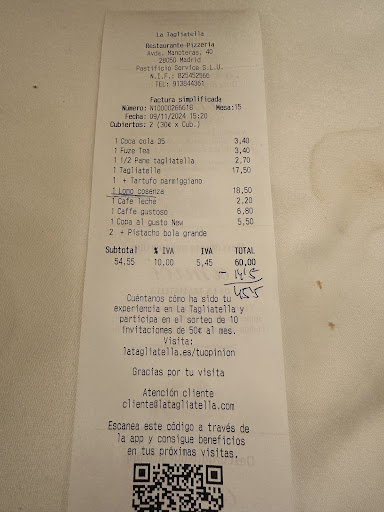 La Tagliatella
Restaurante-Pizzeria
Avda. Manoteras, 40
28050 Madrid
Pastificio Service S.L.U.
N.I.F.: B25452566
TEL: 913844361
Factura simplificada
Número: N10000266618 Mesa:15
Fecha: 09/11/2024 15:20
Cubiertos: 2 (30€ x Cub.)
1 Coca cola 35 3,40
1 Fuze Tea 3,40
1 1/2 Pane tagliatella 2,70
1 Tagliatelle 17,50
1 + Tartufo parmiggiano
1 Lomo cosenza 18,50
1 Cafe leche 2,20
1 Caffe gustoso 6,80
1 Copa al gusto New 5,50
2 + Pistacho bola grande
Subtotal % IVA IVA TOTAL
54,55 10,00 5,45 60,00
Cuéntanos cómo ha sido tu
experiencia en La Tagliatella y
participa en el sorteo de 10
invitaciones de 50€ al mes.
Visita:
latagliatella.es/tuopinion
Gracias por tu visita
Atención cliente
cliente@latagliatella.com
Escanea este código a través de
la app y consigue beneficios
en tus próximas visitas.